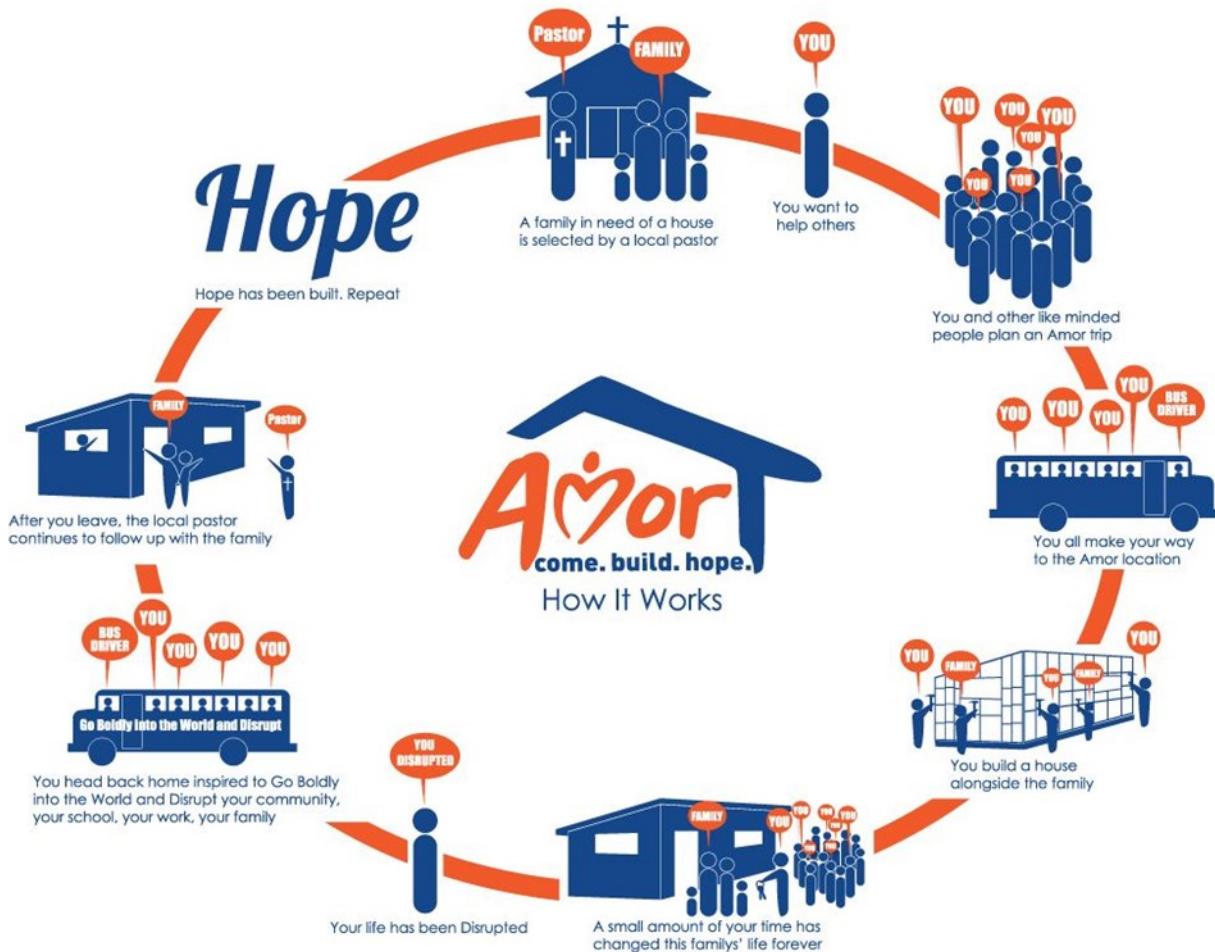 Pastor
FAMILY
A family in need of a house
is selected by a local pastor
YOU
You want to
help others
YOU
YOU
YOU
YOU
YOU
YOU
You and other like minded
people plan an Amor trip
YOU
YOU
YOU
YOU
BUS
DRIVER
You all make your way
to the Amor location
YOU
FAMILY
YOU
FAMILY
YOU
You build a house
alongside the family
FAMILY
YOU
YOU
YOU
YOU
YOU
YOU
YOU
A small amount of your time has
changed this familys' life forever
YOU
DISRUPTED
Your life has been Disrupted
BUS
DRIVER
YOU
YOU
YOU
YOU
Go Boldly into the World and Disrupt
You head back home inspired to Go Boldly
into the World and Disrupt your community,
your school, your work, your family
FAMILY
Pastor
After you leave, the local pastor
continues to follow up with the family
Hope
Hope has been built. Repeat
Amor
come. build. hope.
How It Works